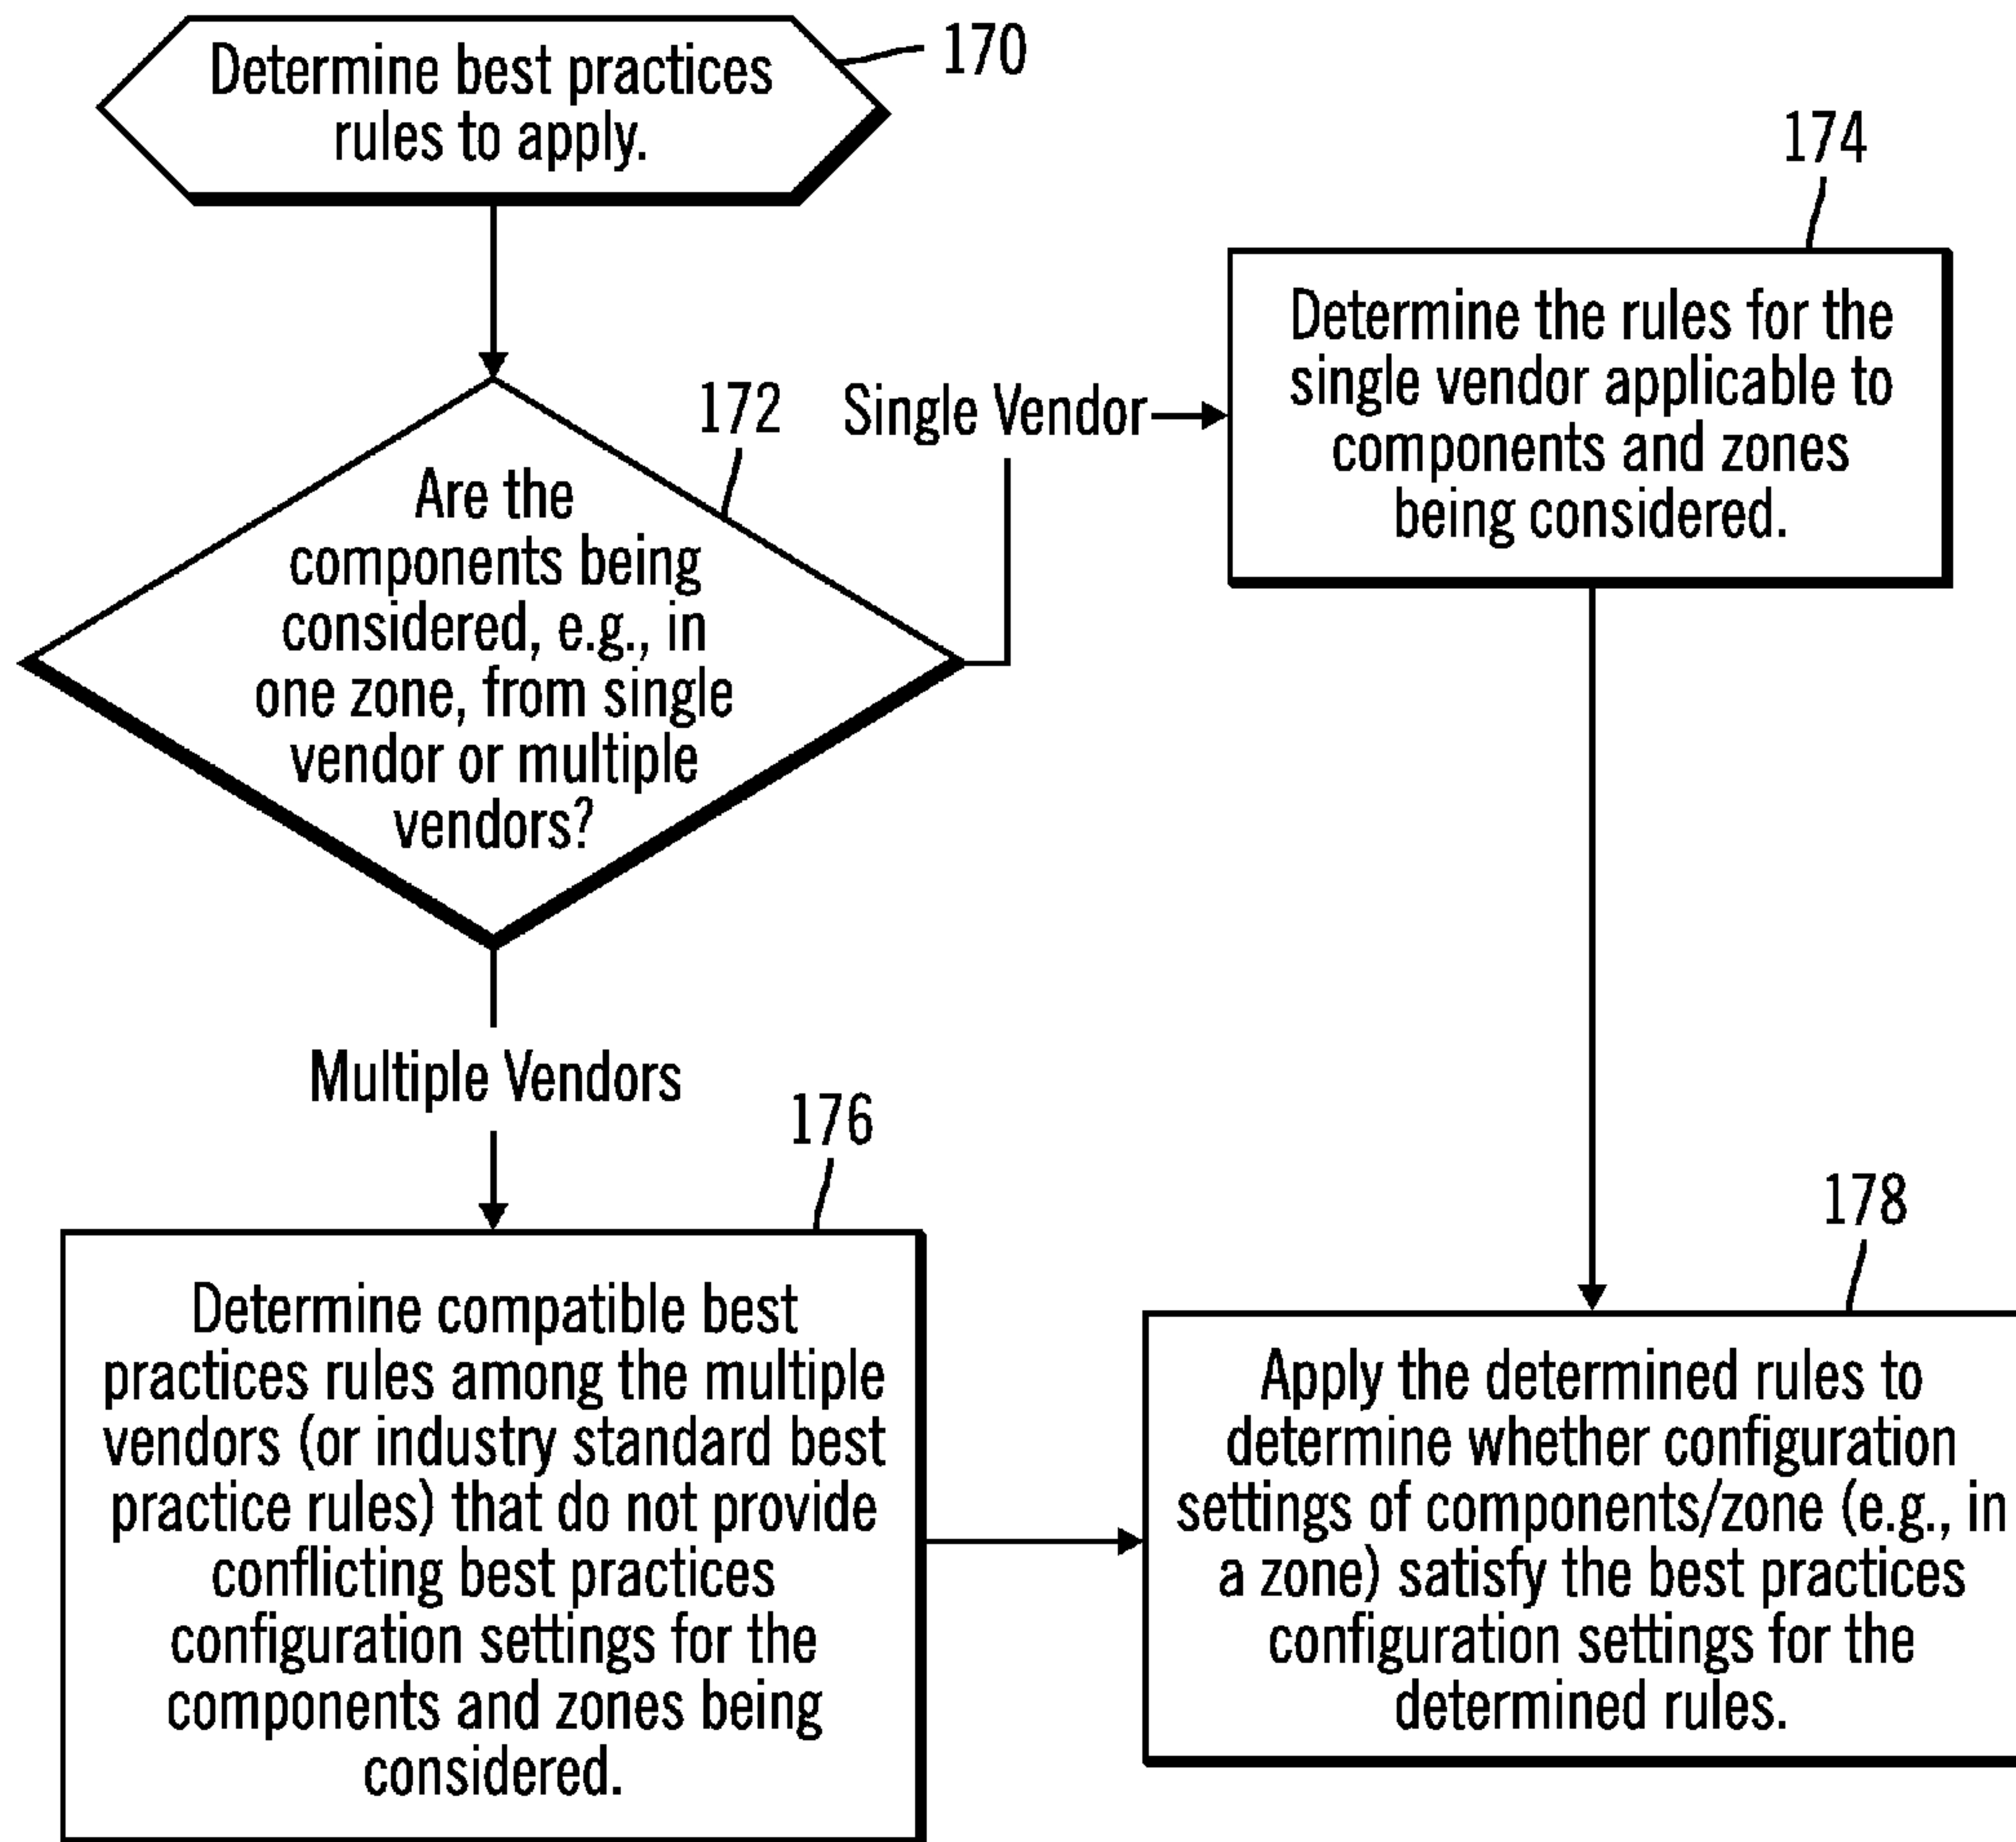 Determine best practices
rules to apply.
170
172
Are the
components being
considered, e.g., in
one zone, from single
vendor or multiple
vendors?
Single Vendor
174
Determine the rules for the
single vendor applicable to
components and zones
being considered.
Multiple Vendors
176
Determine compatible best
practices rules among the multiple
vendors (or industry standard best
practice rules) that do not provide
conflicting best practices
configuration settings for the
components and zones being
considered.
178
Apply the determined rules to
determine whether configuration
settings of components/zone (e.g., in
a zone) satisfy the best practices
configuration settings for the
determined rules.